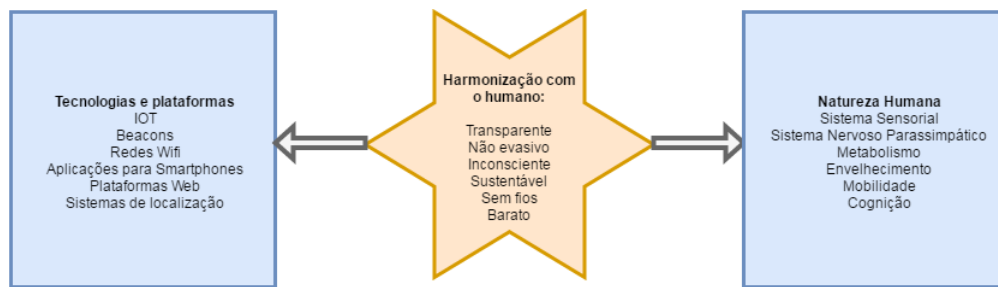 Tecnologias e plataformas
IOT
Beacons
Redes Wifi
Aplicações para Smartphones
Plataformas Web
Sistemas de localização
Harmonização com
o humano:
Transparente
Não evasivo
Inconsciente
Sustentável
Sem fios
Barato
Natureza Humana
Sistema Sensorial
Sistema Nervoso Parassimpático
Metabolismo
Envelhecimento
Mobilidade
Cognição